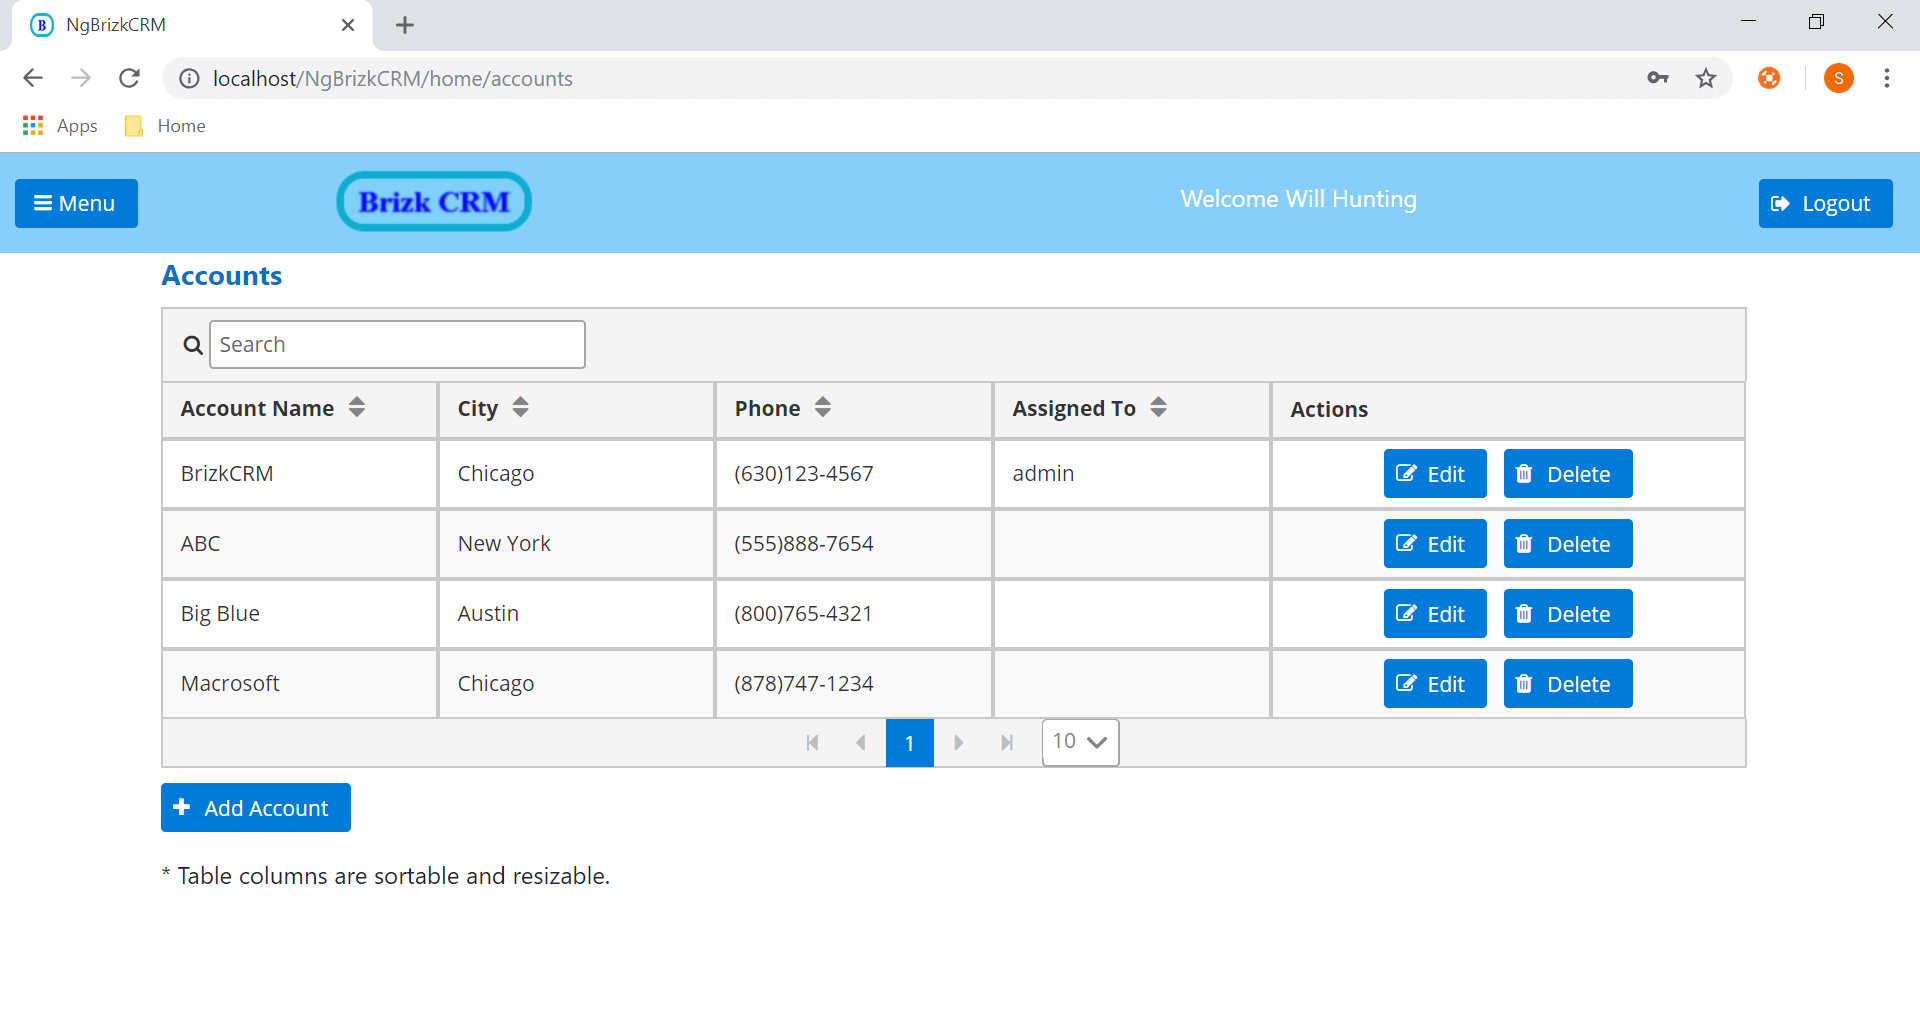 B NgBrizkCRM
localhost/NgBrizkCRM/home/accounts
S
Apps Home
Menu Brizk CRM Welcome Will Hunting Logout
Accounts
Search
Account Name City Phone Assigned To Actions
BrizkCRM Chicago (630)123-4567 admin Edit Delete
ABC New York (555)888-7654 Edit Delete
Big Blue Austin (800)765-4321 Edit Delete
Macrosoft Chicago (878)747-1234 Edit Delete
1 10
Add Account
* Table columns are sortable and resizable.